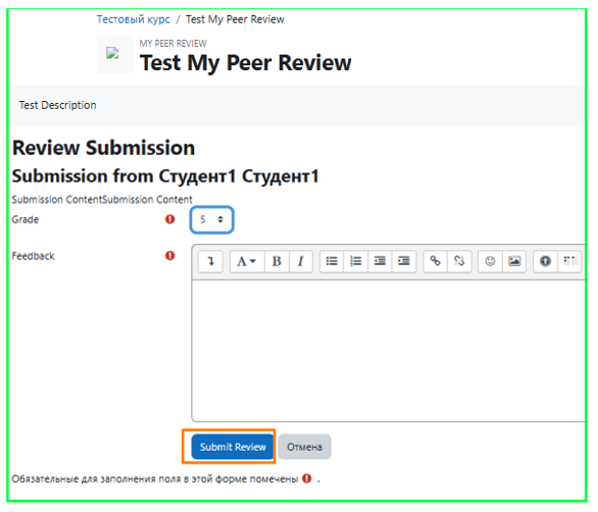 Тестовый курс / Test My Peer Review
MY PEER REVIEW
Test My Peer Review
Test Description
Review Submission
Submission from Студент1 Студент1
Submission ContentSubmission Content
Grade 5
Feedback
A B I
Submit Review Отмена
Обязательные для заполнения поля в этой форме помечены .